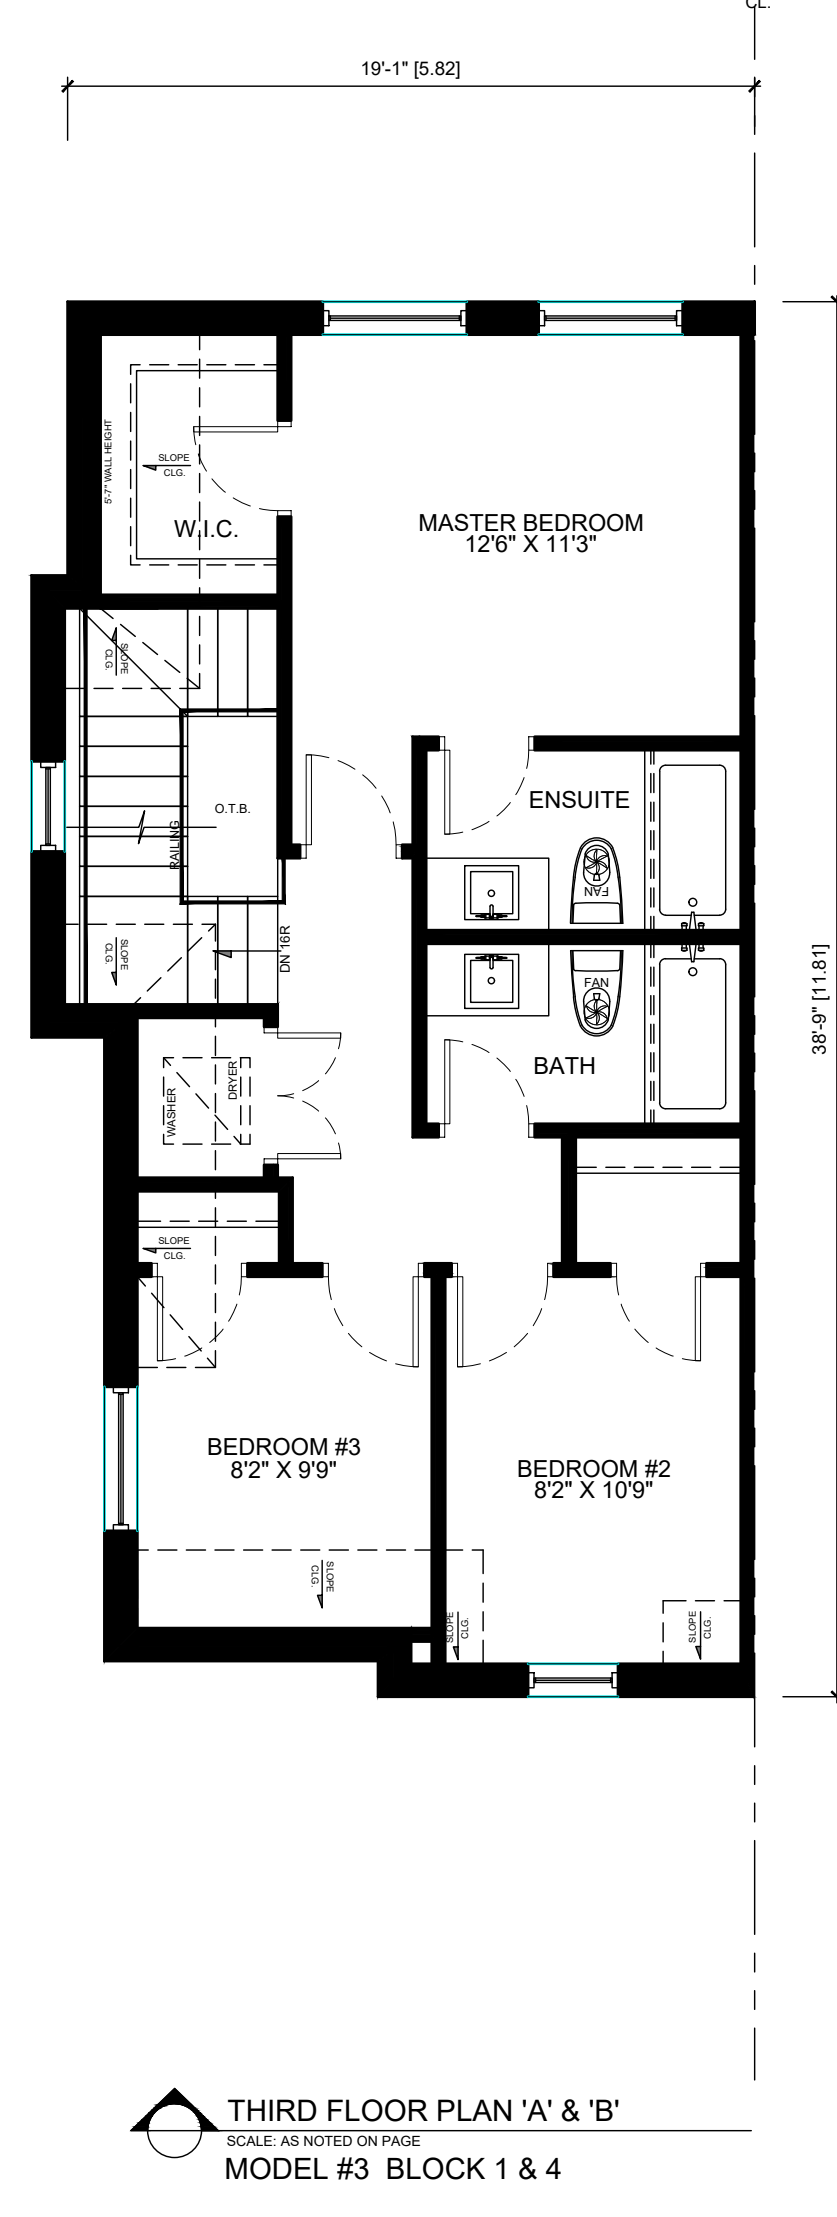 CL.
19'-1" [5.82]
5'-7" WALL HEIGHT
SLOPE
CLG.
W.I.C.
MASTER BEDROOM
12'6" X 11'3"
SLOPE
CLG.
ENSUITE
O.T.B.
RAILING
FAN
SLOPE
CLG.
DN 16R
38'-9" [11.81]
FAN
BATH
WASHER
DRYER
SLOPE
CLG.
BEDROOM #3
8'2" X 9'9"
BEDROOM #2
8'2" X 10'9"
SLOPE
CLG.
SLOPE
CLG.
SLOPE
CLG.
THIRD FLOOR PLAN 'A' & 'B'
SCALE: AS NOTED ON PAGE
MODEL #3 BLOCK 1 & 4